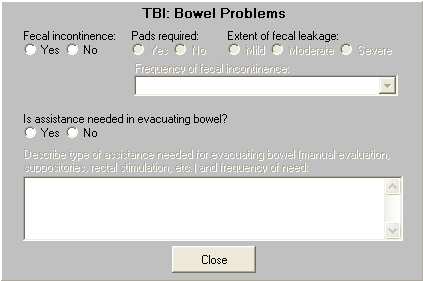 TBI: Bowel Problems
Fecal incontinence: Pads required: Extent of fecal leakage:
Yes No Yes No Mild Moderate Severe
Frequency of fecal incontinence:
Is assistance needed in evacuating bowel?
Yes No
Describe type of assistance needed for evacuating bowel (manual evaluation,
suppositories, rectal stimulation, etc.) and frequency of need:
Close